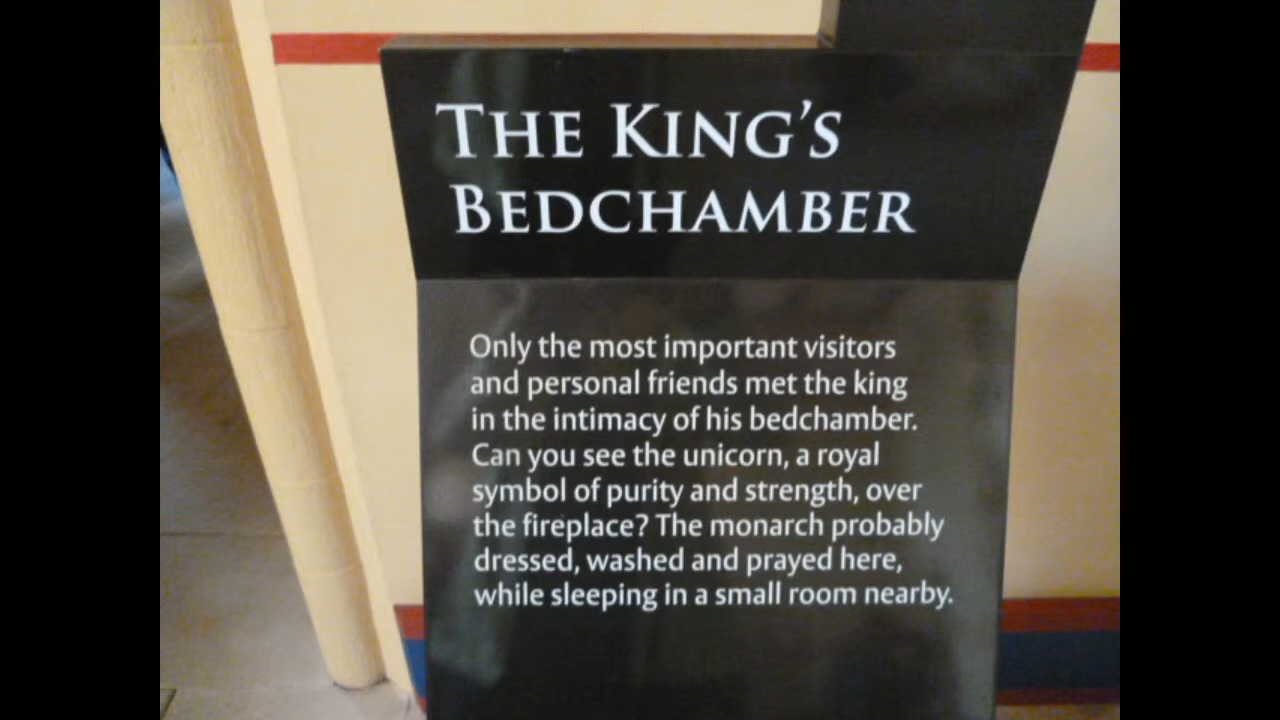 THE KING'S
BEDCHAMBER
Only the most important visitors
and personal friends met the king
in the intimacy of his bedchamber.
Can you see the unicorn, a royal
symbol of purity and strength, over
the fireplace? The monarch probably
dressed, washed and prayed here,
while sleeping in a small room nearby.